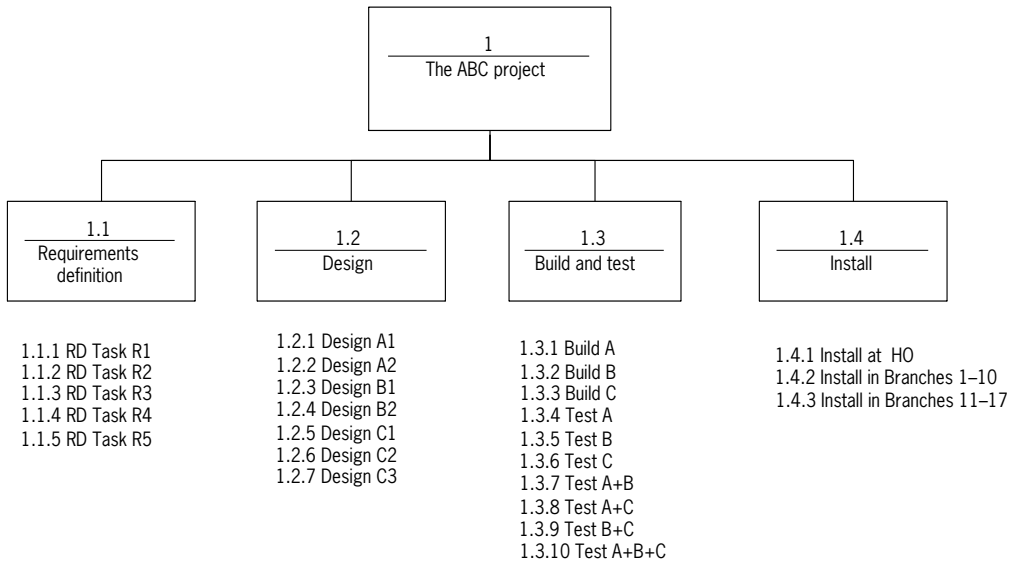 1
The ABC project
1.1
Requirements
definition
1.2
Design
1.3
Build and test
1.4
Install
1.1.1 RD Task R1
1.1.2 RD Task R2
1.1.3 RD Task R3
1.1.4 RD Task R4
1.1.5 RD Task R5
1.2.1 Design A1
1.2.2 Design A2
1.2.3 Design B1
1.2.4 Design B2
1.2.5 Design C1
1.2.6 Design C2
1.2.7 Design C3
1.3.1 Build A
1.3.2 Build B
1.3.3 Build C
1.3.4 Test A
1.3.5 Test B
1.3.6 Test C
1.3.7 Test A+B
1.3.8 Test A+C
1.3.9 Test B+C
1.3.10 Test A+B+C
1.4.1 Install at HO
1.4.2 Install in Branches 1–10
1.4.3 Install in Branches 11–17